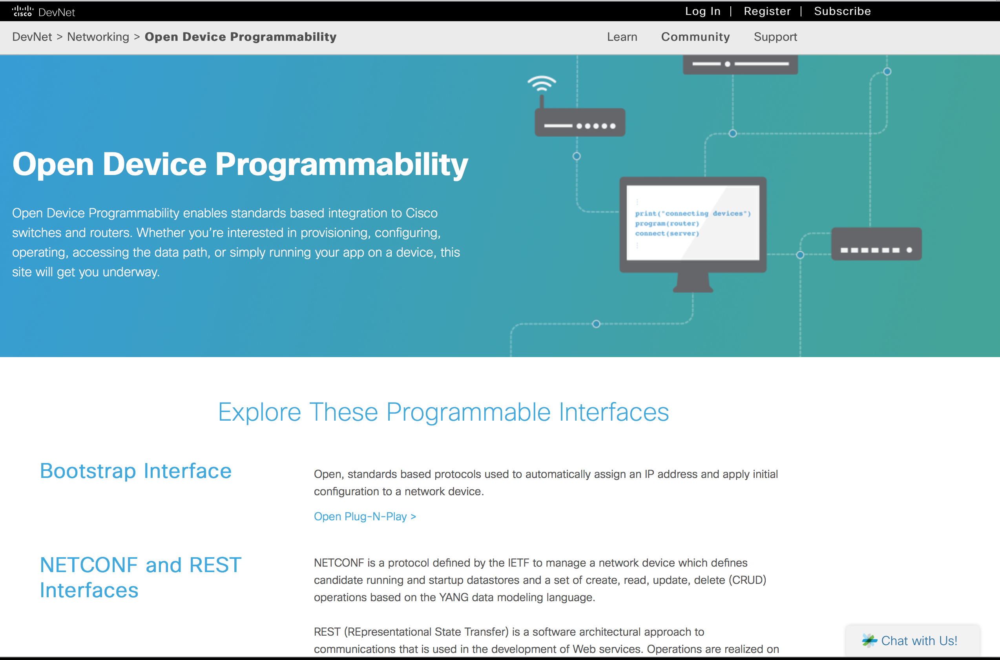 cisco DevNet
Log In | Register | Subscribe
DevNet > Networking > Open Device Programmability
Learn Community Support
Open Device Programmability
Open Device Programmability enables standards based integration to Cisco
switches and routers. Whether you’re interested in provisioning, configuring,
operating, accessing the data path, or simply running your app on a device, this
site will get you underway.
print("connecting devices")
program(router)
connect(server)
Explore These Programmable Interfaces
Bootstrap Interface
Open, standards based protocols used to automatically assign an IP address and apply initial
configuration to a network device.
Open Plug-N-Play >
NETCONF and REST
Interfaces
NETCONF is a protocol defined by the IETF to manage a network device which defines
candidate running and startup datastores and a set of create, read, update, delete (CRUD)
operations based on the YANG data modeling language.
REST (REpresentational State Transfer) is a software architectural approach to
communications that is used in the development of Web services. Operations are realized on
Chat with Us!